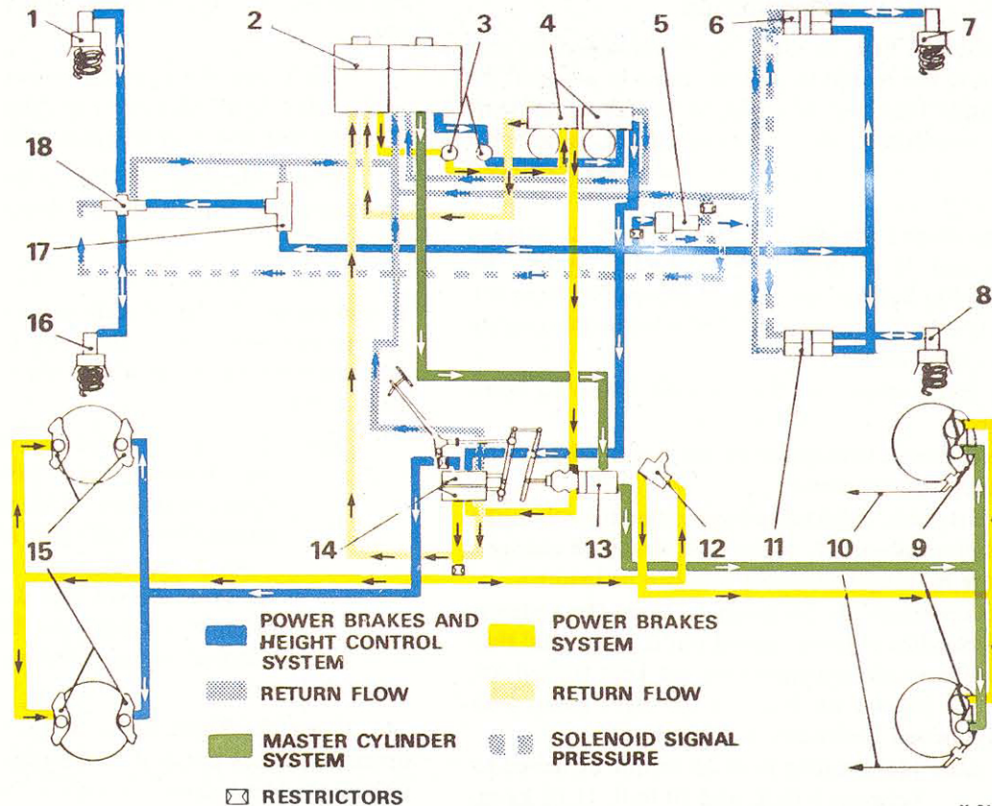 1
2
3
4
5
6
7
18
17
16
8
15
14
13
12
11
10
9
POWER BRAKES AND
HEIGHT CONTROL
SYSTEM
POWER BRAKES
SYSTEM
RETURN FLOW
RETURN FLOW
MASTER CYLINDER
SYSTEM
SOLENOID SIGNAL
PRESSURE
RESTRICTORS